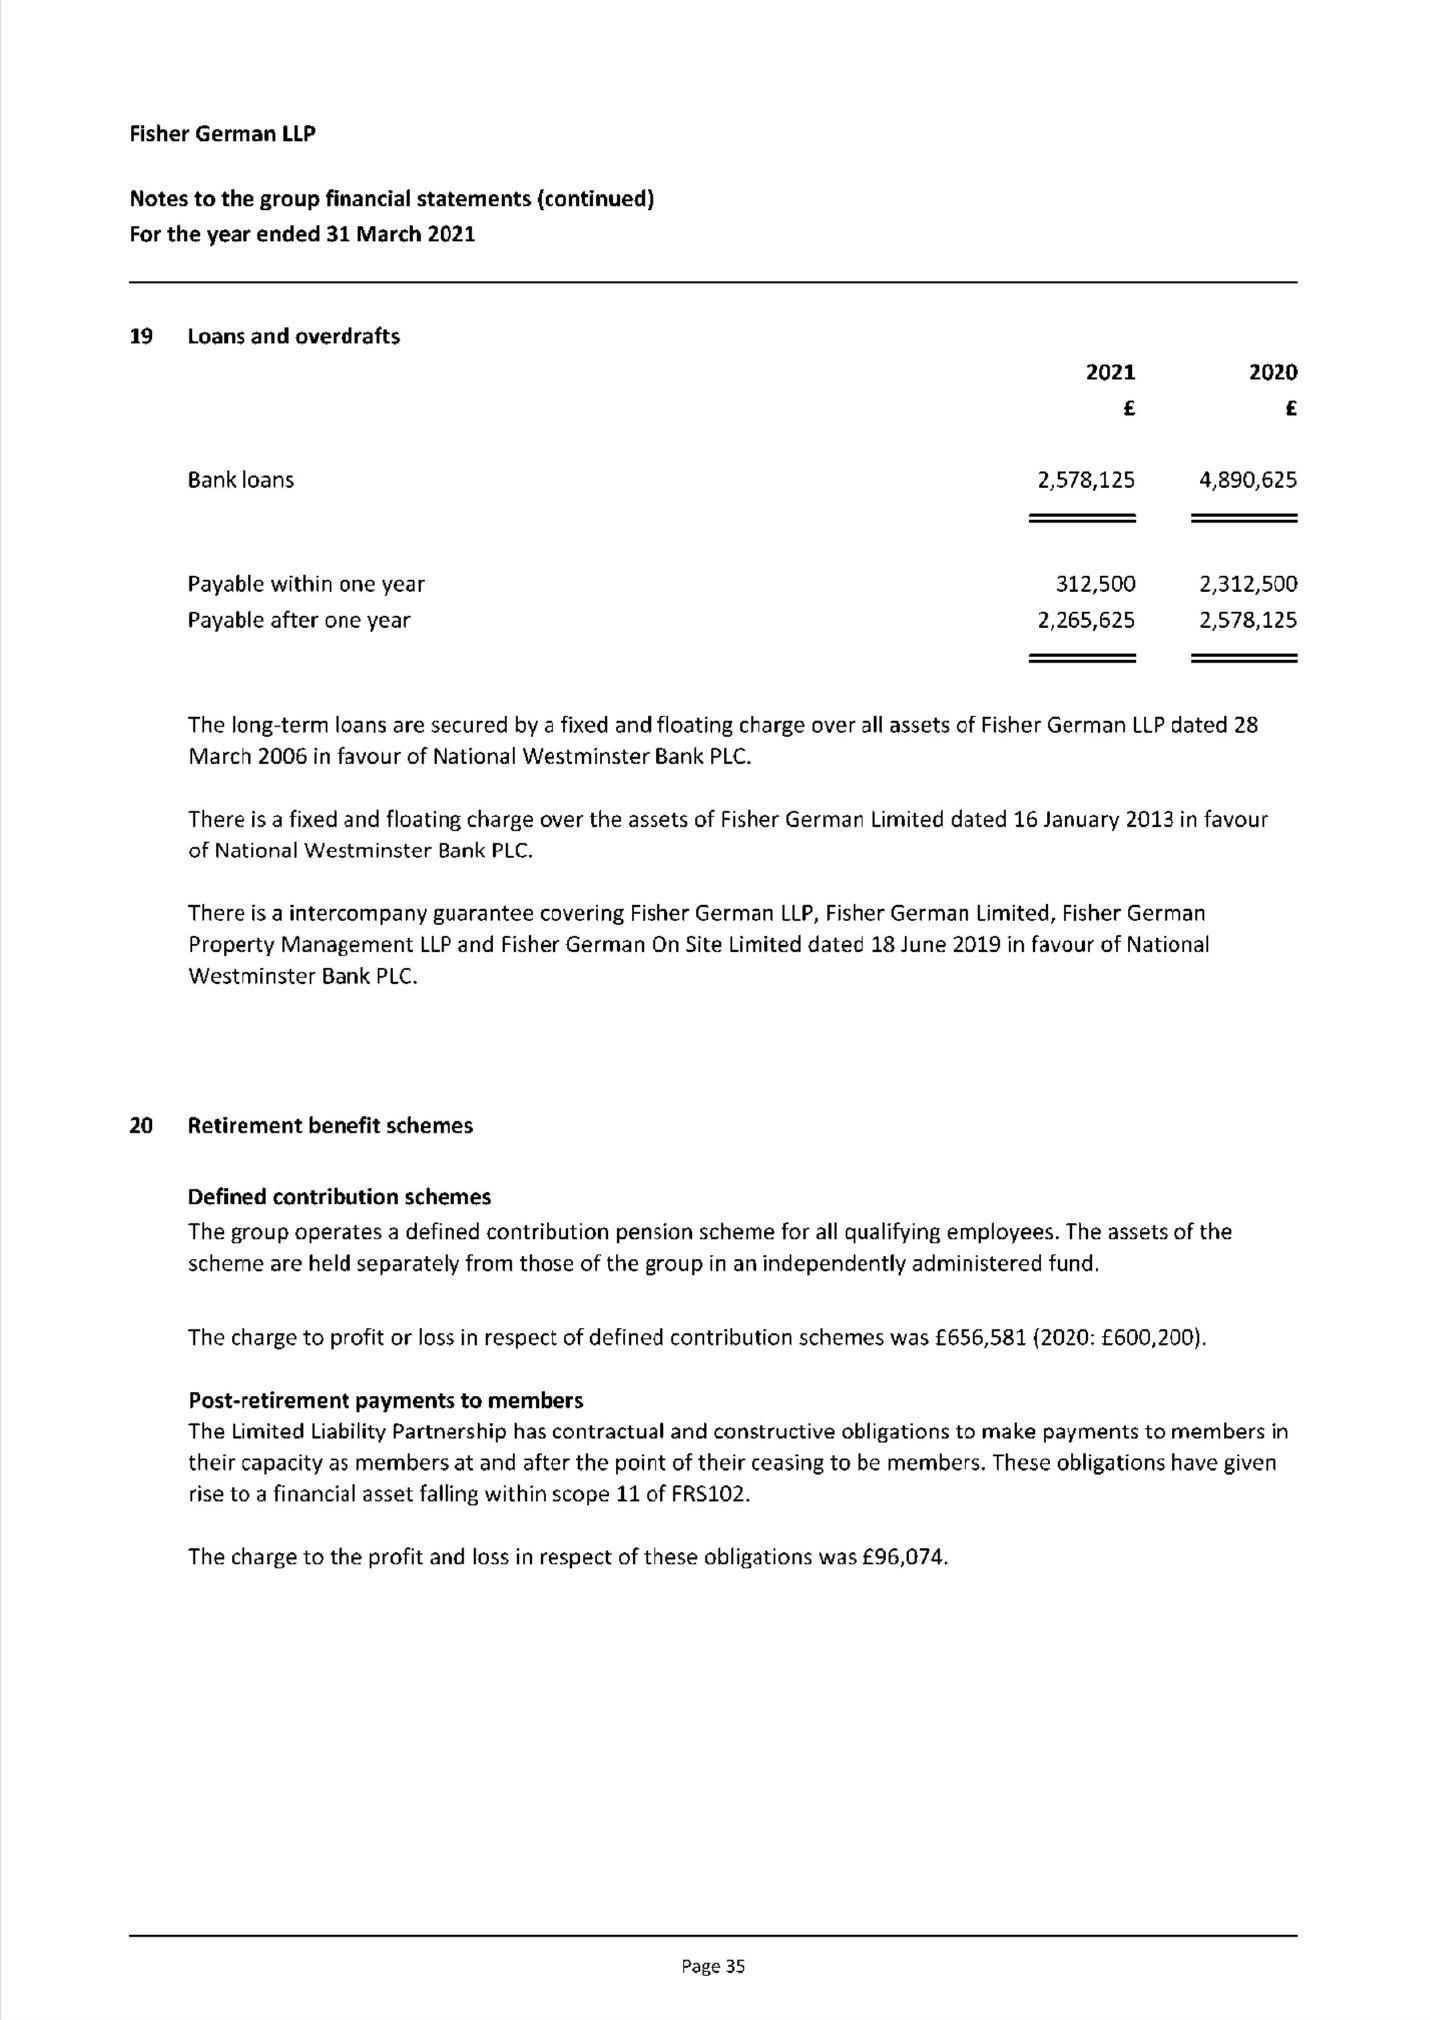 Fisher German LLP
Notes to the group financial statements (continued)
For the year ended 31 March 2021
19 Loans and overdrafts
2021 2020
£ £
Bank loans 2,578,125 4,890,625
Payable within one year 312,500 2,312,500
Payable after one year 2,265,625 2,578,125
The long-term loans are secured by a fixed and floating charge over all assets of Fisher German LLP dated 28
March 2006 in favour of National Westminster Bank PLC.
There is a fixed and floating charge over the assets of Fisher German Limited dated 16 January 2013 in favour
of National Westminster Bank PLC.
There is a intercompany guarantee covering Fisher German LLP, Fisher German Limited, Fisher German
Property Management LLP and Fisher German On Site Limited dated 18 June 2019 in favour of National
Westminster Bank PLC.
20 Retirement benefit schemes
Defined contribution schemes
The group operates a defined contribution pension scheme for all qualifying employees. The assets of the
scheme are held separately from those of the group in an independently administered fund.
The charge to profit or loss in respect of defined contribution schemes was £656,581 (2020: £600,200).
Post-retirement payments to members
The Limited Liability Partnership has contractual and constructive obligations to make payments to members in
their capacity as members at and after the point of their ceasing to be members. These obligations have given
rise to a financial asset falling within scope 11 of FRS102.
The charge to the profit and loss in respect of these obligations was £96,074.
Page 35